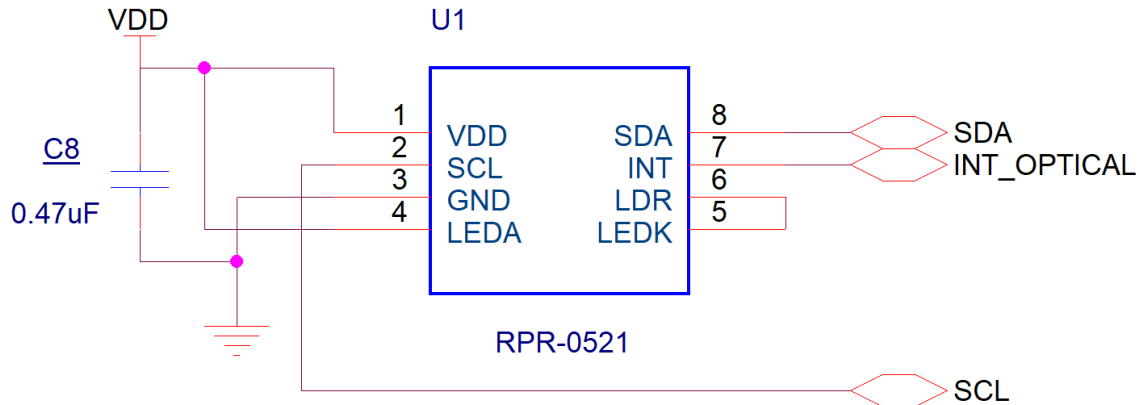 VDD
U1
1 VDD SDA 8 SDA
2 SCL INT 7 INT_OPTICAL
C8
3 GND LDR 6
0.47uF
4 LEDA LEDK 5
RPR-0521
SCL